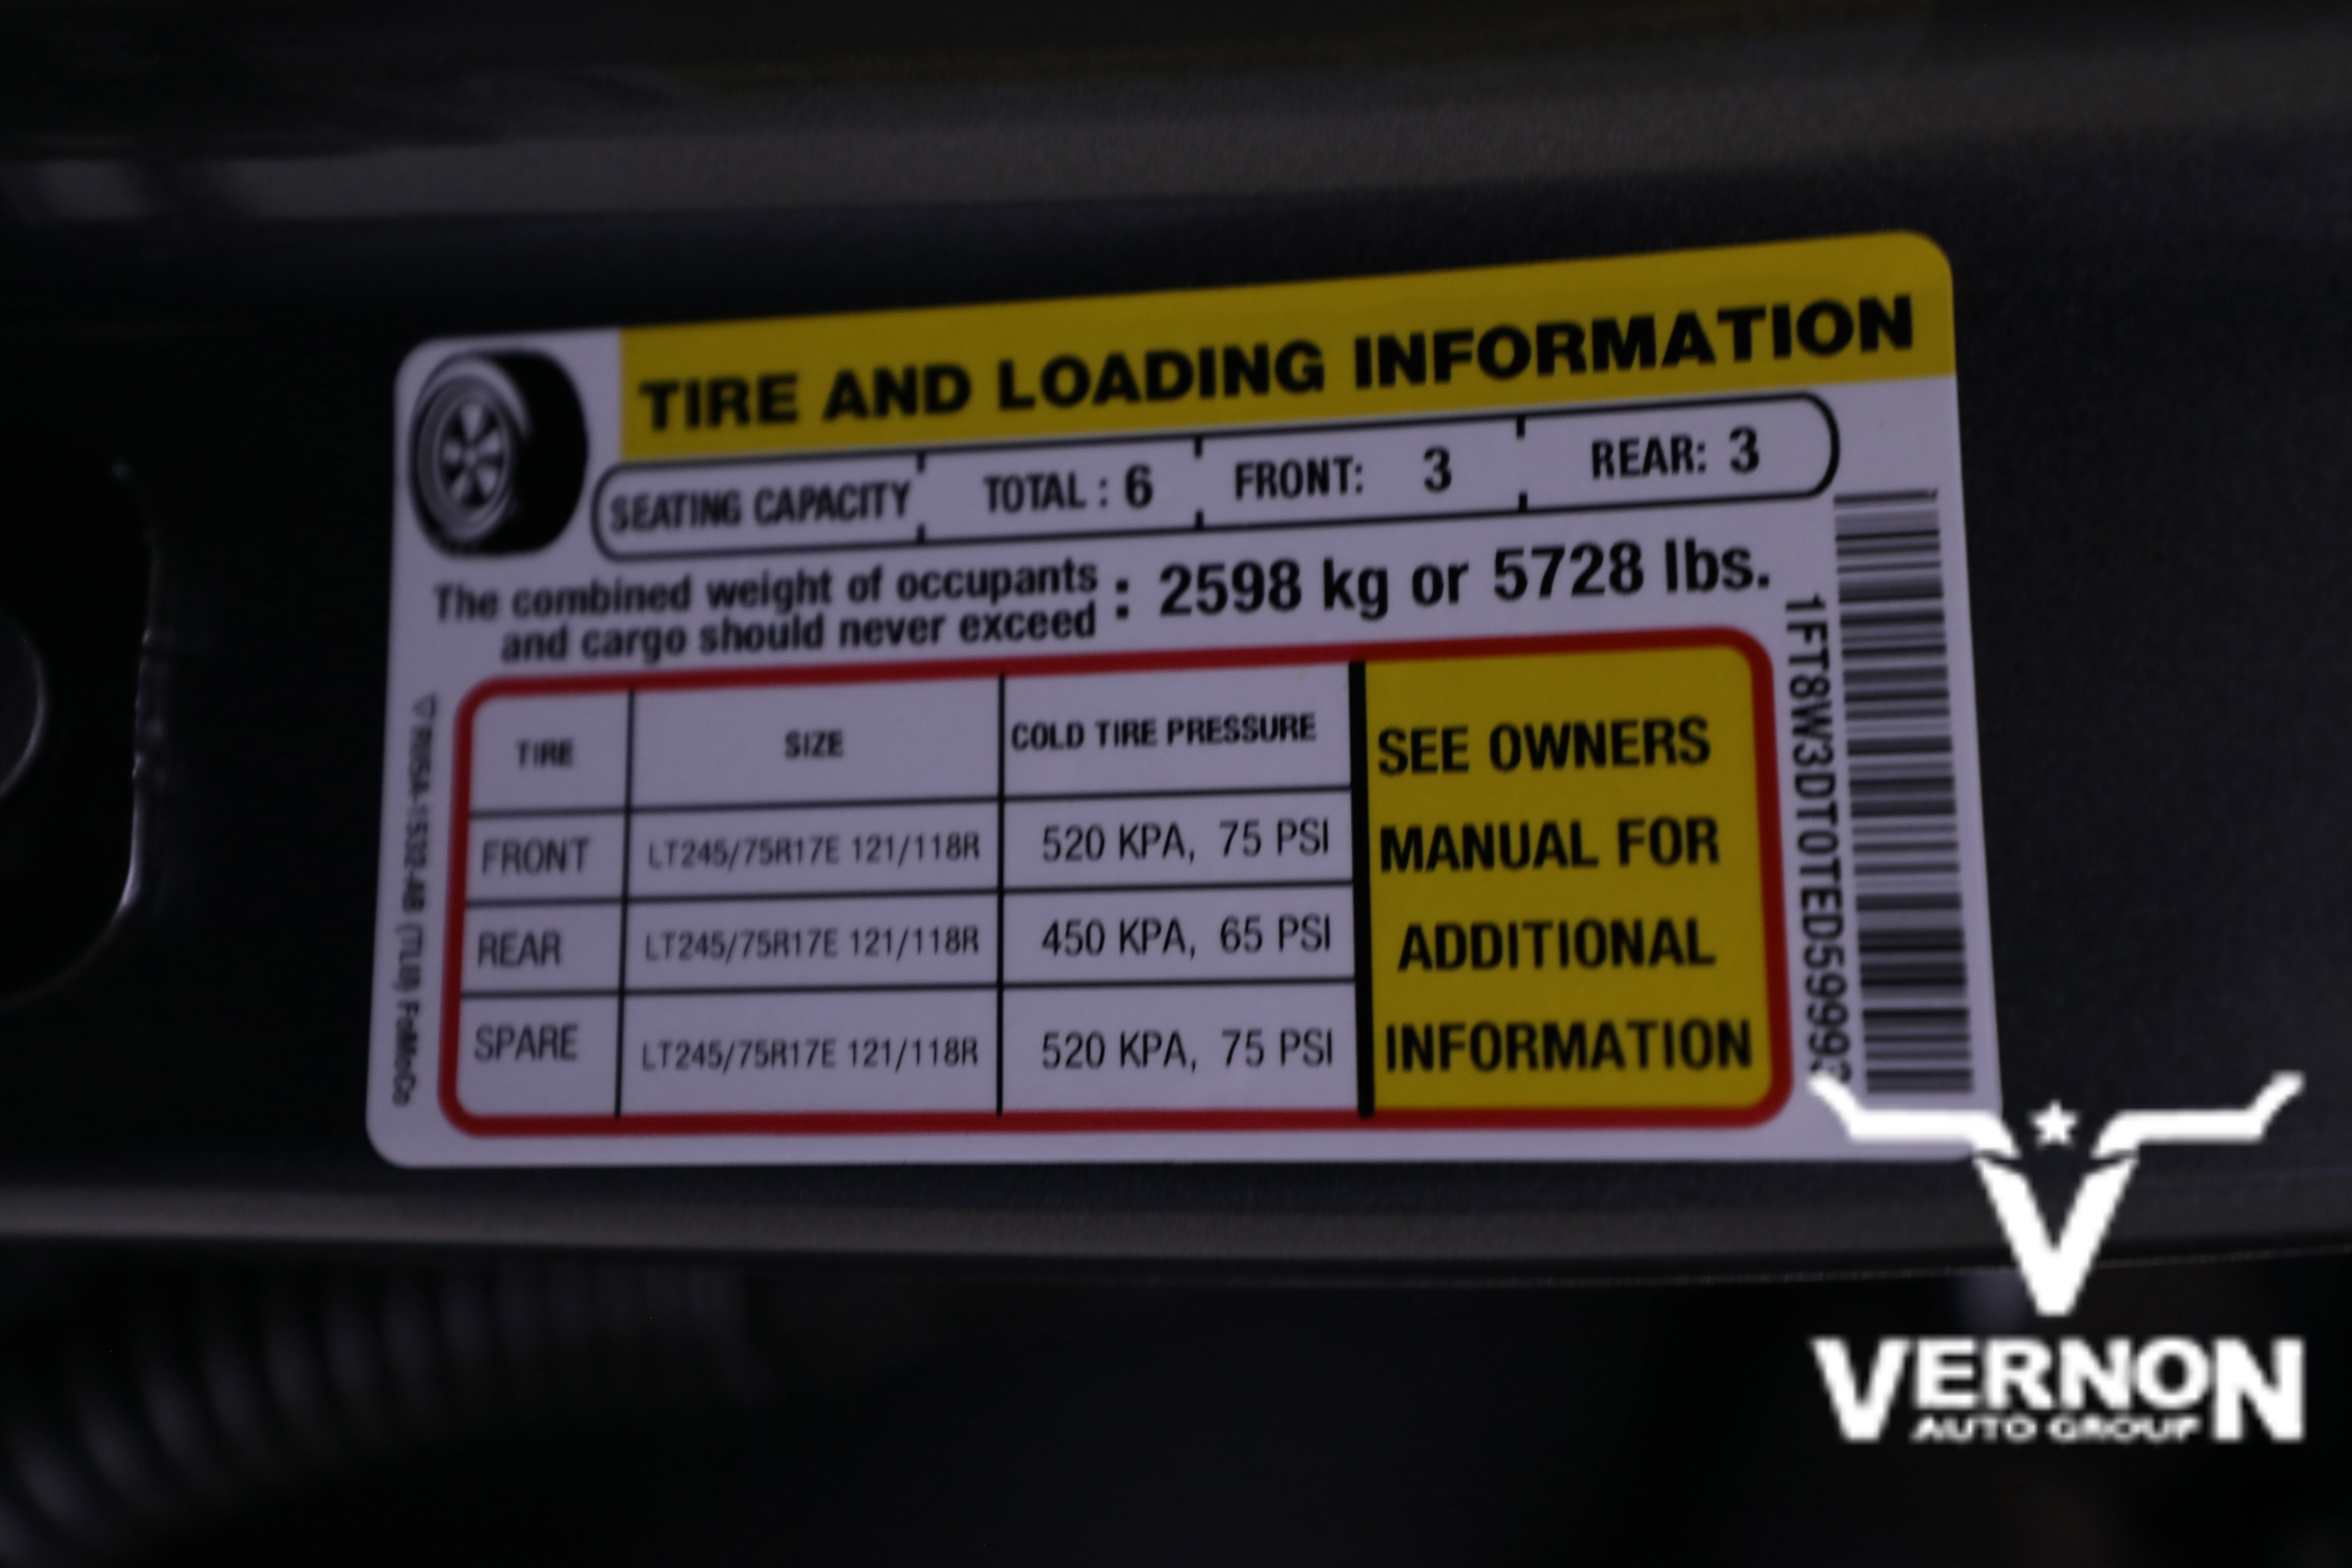 TIRE AND LOADING INFORMATION
SEATING CAPACITY TOTAL : 6 FRONT: 3 REAR: 3
The combined weight of occupants
and cargo should never exceed : 2598 kg or 5728 lbs.
TIRE SIZE COLD TIRE PRESSURE
FRONT LT245/75R17E 121/118R 520 KPA, 75 PSI
REAR LT245/75R17E 121/118R 450 KPA, 65 PSI
SPARE LT245/75R17E 121/118R 520 KPA, 75 PSI
SEE OWNERS
MANUAL FOR
ADDITIONAL
INFORMATION
1FT8W3DT0TED59993
FoMoCo
VERNON
AUTO GROUP